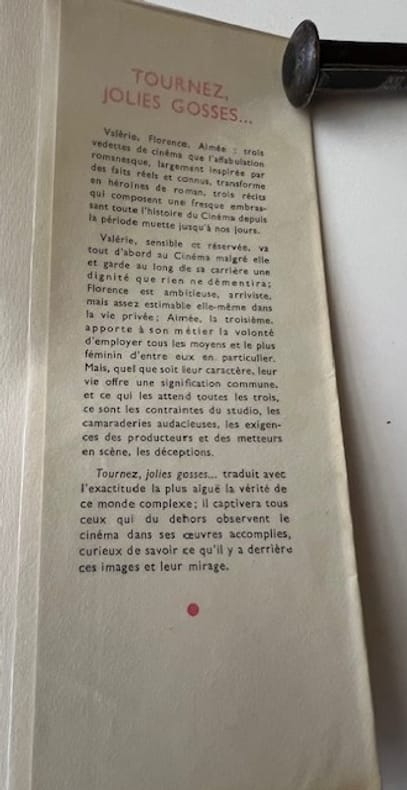 TOURNEZ,
JOLIES GOSSES...
Valérie, Florence, Aimée : trois
vedettes de cinéma que l'affabulation
romanesque, largement inspirée par
des faits réels et connus, transforme
en héroïnes de roman, trois récits
qui composent une fresque embras-
sant toute l'histoire du Cinéma depuis
la période muette jusqu'à nos jours.
Valérie, sensible et réservée, va
tout d'abord au Cinéma malgré elle
et garde au long de sa carrière une
dignité que rien ne démentira;
Florence est ambitieuse, arriviste,
mais assez estimable elle-même dans
la vie privée; Aimée, la troisième,
apporte à son métier la volonté
d'employer tous les moyens et le plus
féminin d'entre eux en particulier.
Mais, quel que soit leur caractère, leur
vie offre une signification commune,
et ce qui les attend toutes les trois,
ce sont les contraintes du studio, les
camaraderies audacieuses, les exigen-
ces des producteurs et des metteurs
en scène, les déceptions.
Tournez, jolies gosses... traduit avec
l'exactitude la plus aiguë la vérité de
ce monde complexe; il captivera tous
ceux qui du dehors observent le
cinéma dans ses œuvres accomplies,
curieux de savoir ce qu'il y a derrière
ces images et leur mirage.